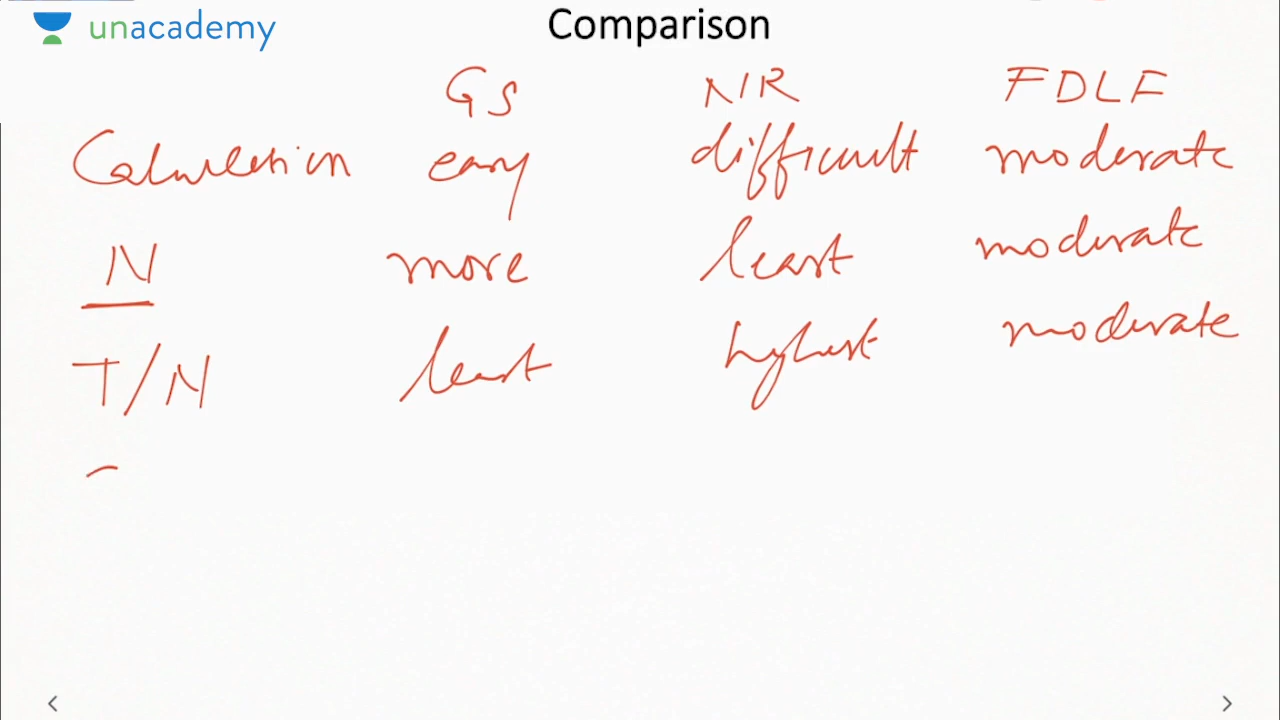 unacademy
Comparison
GS NR FDLF
Calculation easy difficult moderate
N more least moderate
T/N least highest moderate